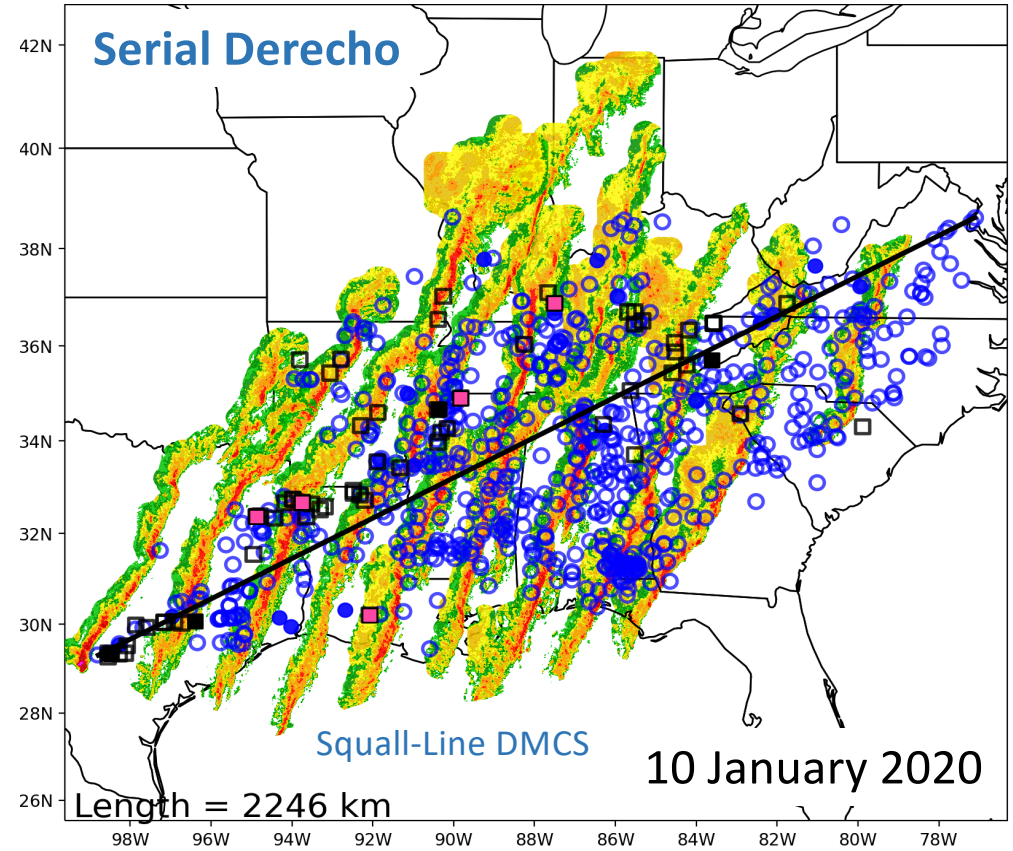 Serial Derecho
42N
40N
38N
36N
34N
32N
30N
28N
26N
Squall-Line DMCS
10 January 2020
Length = 2246 km
98W 96W 94W 92W 90W 88W 86W 84W 82W 80W 78W